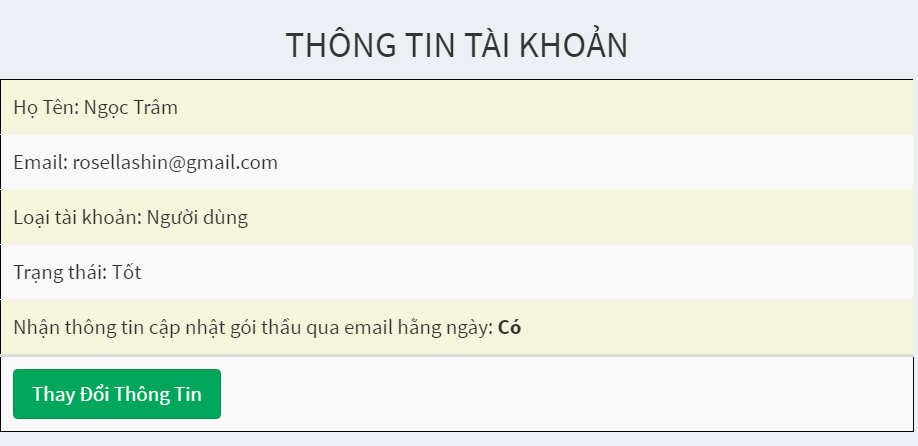 THÔNG TIN TÀI KHOẢN
Họ Tên: Ngọc Trâm
Email: rosellashin@gmail.com
Loại tài khoản: Người dùng
Trạng thái: Tốt
Nhận thông tin cập nhật gói thầu qua email hằng ngày: Có
Thay Đổi Thông Tin